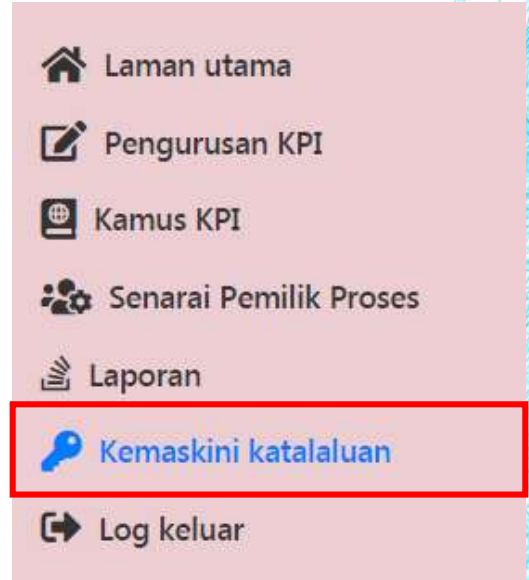 Laman utama
Pengurusan KPI
Kamus KPI
Senarai Pemilik Proses
Laporan
Kemaskini katalaluan
Log keluar